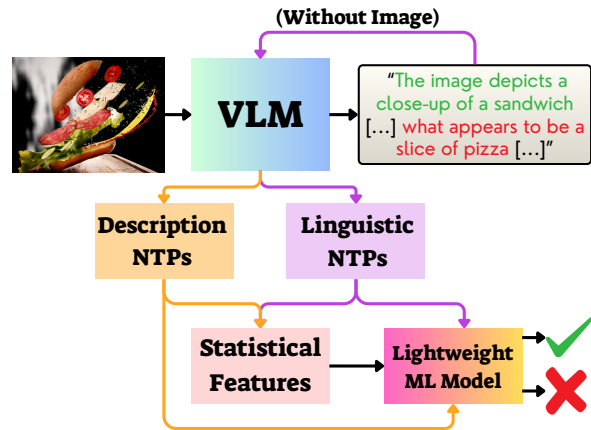 (Without Image)
VLM
“The image depicts a
close-up of a sandwich
[...] what appears to be a
slice of pizza [...]”
Description
NTPs
Linguistic
NTPs
Statistical
Features
Lightweight
ML Model